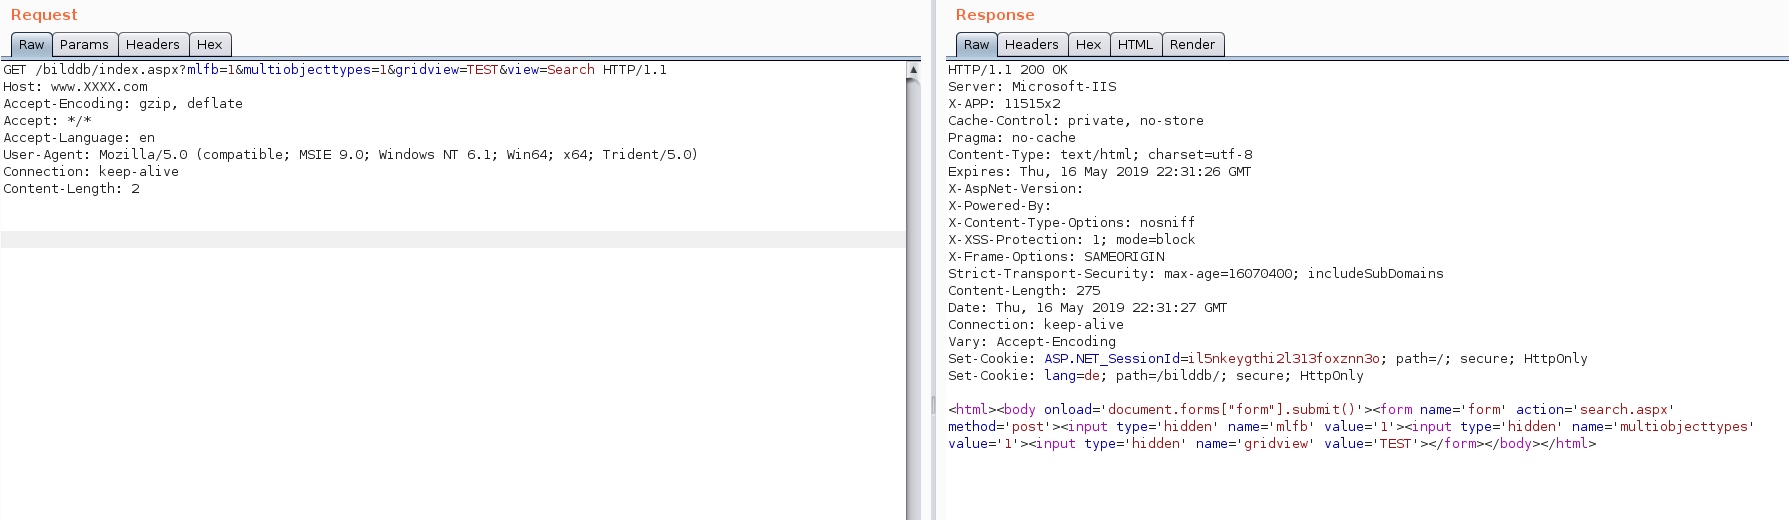 Request
Raw Params Headers Hex
GET /bilddb/index.aspx?mlfb=1&multiobjecttypes=1&gridview=TEST&view=Search HTTP/1.1
Host: www.XXXX.com
Accept-Encoding: gzip, deflate
Accept: */*
Accept-Language: en
User-Agent: Mozilla/5.0 (compatible; MSIE 9.0; Windows NT 6.1; Win64; x64; Trident/5.0)
Connection: keep-alive
Content-Length: 2
Response
Raw Headers Hex HTML Render
HTTP/1.1 200 OK
Server: Microsoft-IIS
X-APP: 11515x2
Cache-Control: private, no-store
Pragma: no-cache
Content-Type: text/html; charset=utf-8
Expires: Thu, 16 May 2019 22:31:26 GMT
X-AspNet-Version:
X-Powered-By:
X-Content-Type-Options: nosniff
X-XSS-Protection: 1; mode=block
X-Frame-Options: SAMEORIGIN
Strict-Transport-Security: max-age=16070400; includeSubDomains
Content-Length: 275
Date: Thu, 16 May 2019 22:31:27 GMT
Connection: keep-alive
Vary: Accept-Encoding
Set-Cookie: ASP.NET_SessionId=il5nkeygthi2l313foxznn3o; path=/; secure; HttpOnly
Set-Cookie: lang=de; path=/bilddb/; secure; HttpOnly
<html><body onload='document.forms["form"].submit()'><form name='form' action='search.aspx'
method='post'><input type='hidden' name='mlfb' value='1'><input type='hidden' name='multiobjecttypes'
value='1'><input type='hidden' name='gridview' value='TEST'></form></body></html>